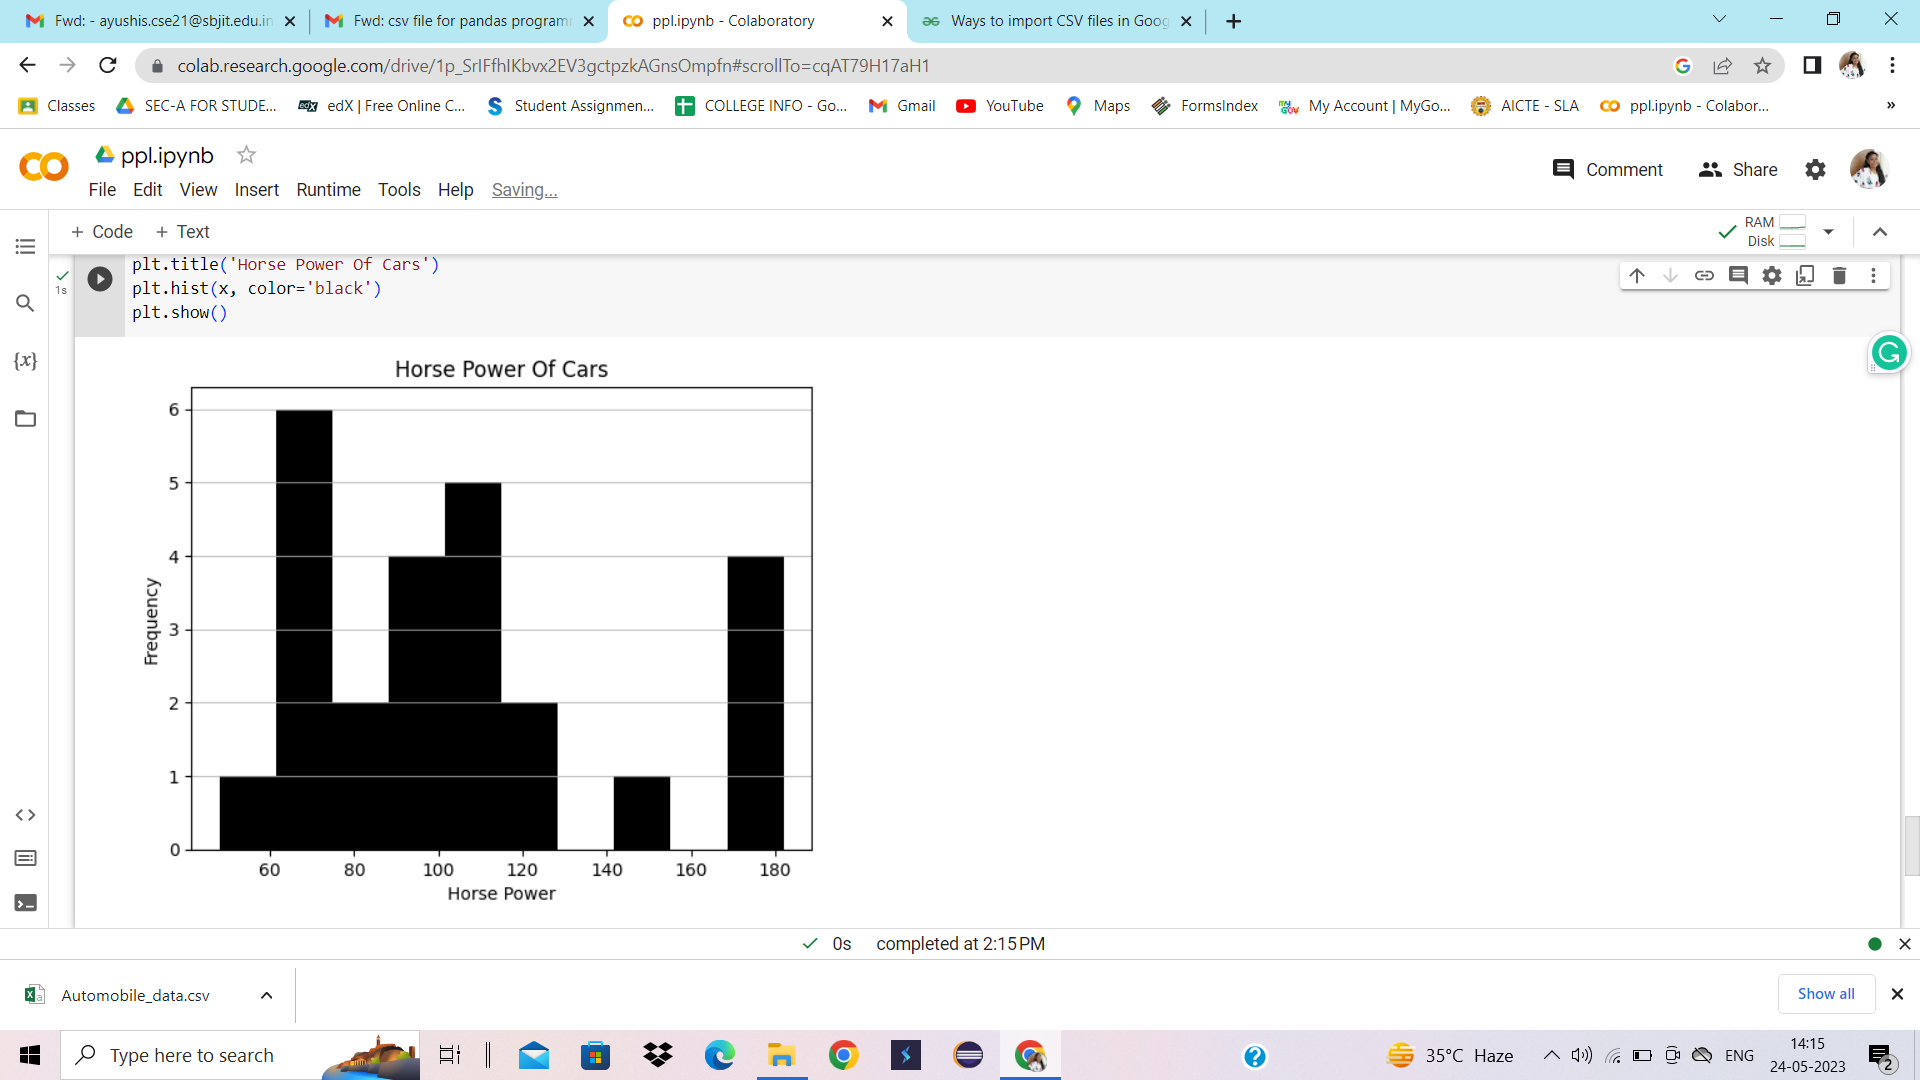 Fwd: - ayushis.cse21@sbjit.edu.in
Fwd: csv file for pandas programm
ppl.ipynb - Colaboratory
Ways to import CSV files in Goog
colab.research.google.com/drive/1p_SrIFfhIKbvx2EV3gctpzkAGnsOmpfn#scrollTo=cqAT79H17aH1
Classes
SEC-A FOR STUDE...
edX | Free Online C...
Student Assignmen...
COLLEGE INFO - Go...
Gmail
YouTube
Maps
FormsIndex
My Account | MyGo...
AICTE - SLA
ppl.ipynb - Colabor...
»
ppl.ipynb
File Edit View Insert Runtime Tools Help Saving...
Comment
Share
+ Code + Text
RAM
Disk
1s
plt.title('Horse Power Of Cars')
plt.hist(x, color='black')
plt.show()
{x}
Horse Power Of Cars
6
5
4
3
2
1
0
Frequency
60 80 100 120 140 160 180
Horse Power
0s completed at 2:15 PM
Automobile_data.csv
Show all
Type here to search
35°C Haze
ENG
14:15
24-05-2023
2